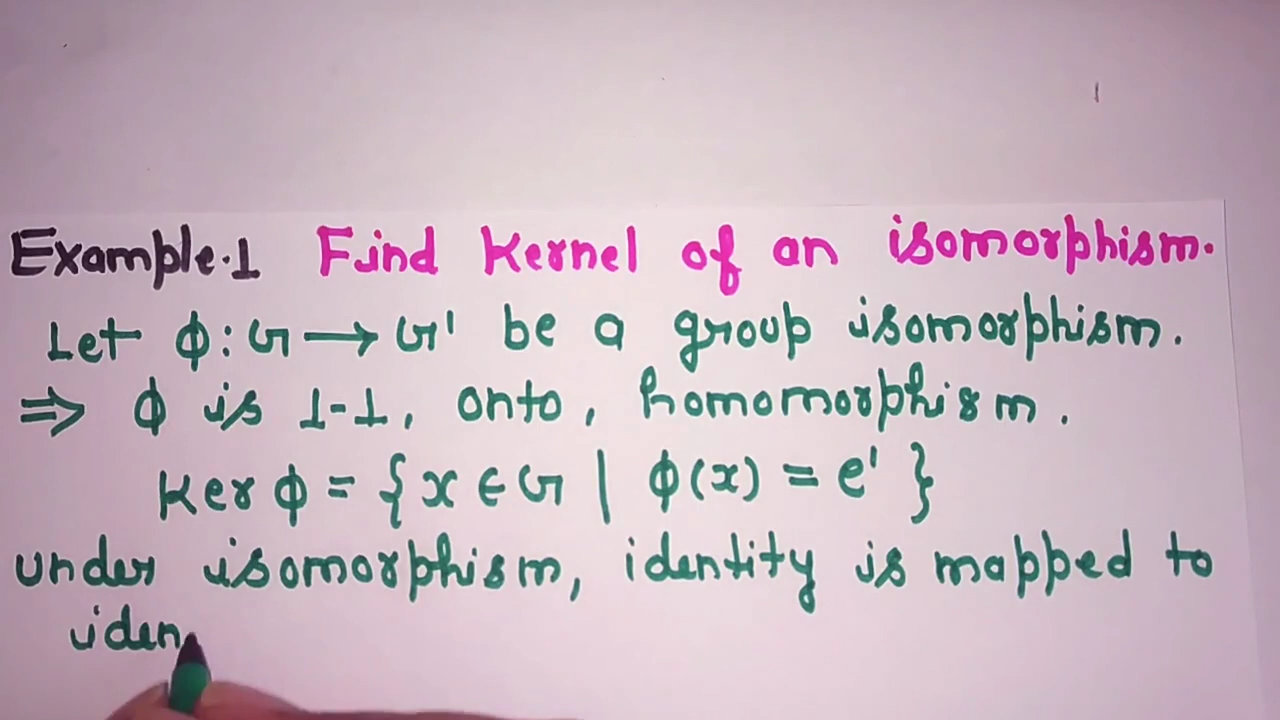 Example.1 Find Kernel of an isomorphism.
Let ϕ: G ⟶ G' be a group isomorphism.
⇒ ϕ is 1-1, onto, homomorphism.
Ker ϕ = {x ∈ G | ϕ(x) = e' }
under isomorphism, identity is mapped to
iden